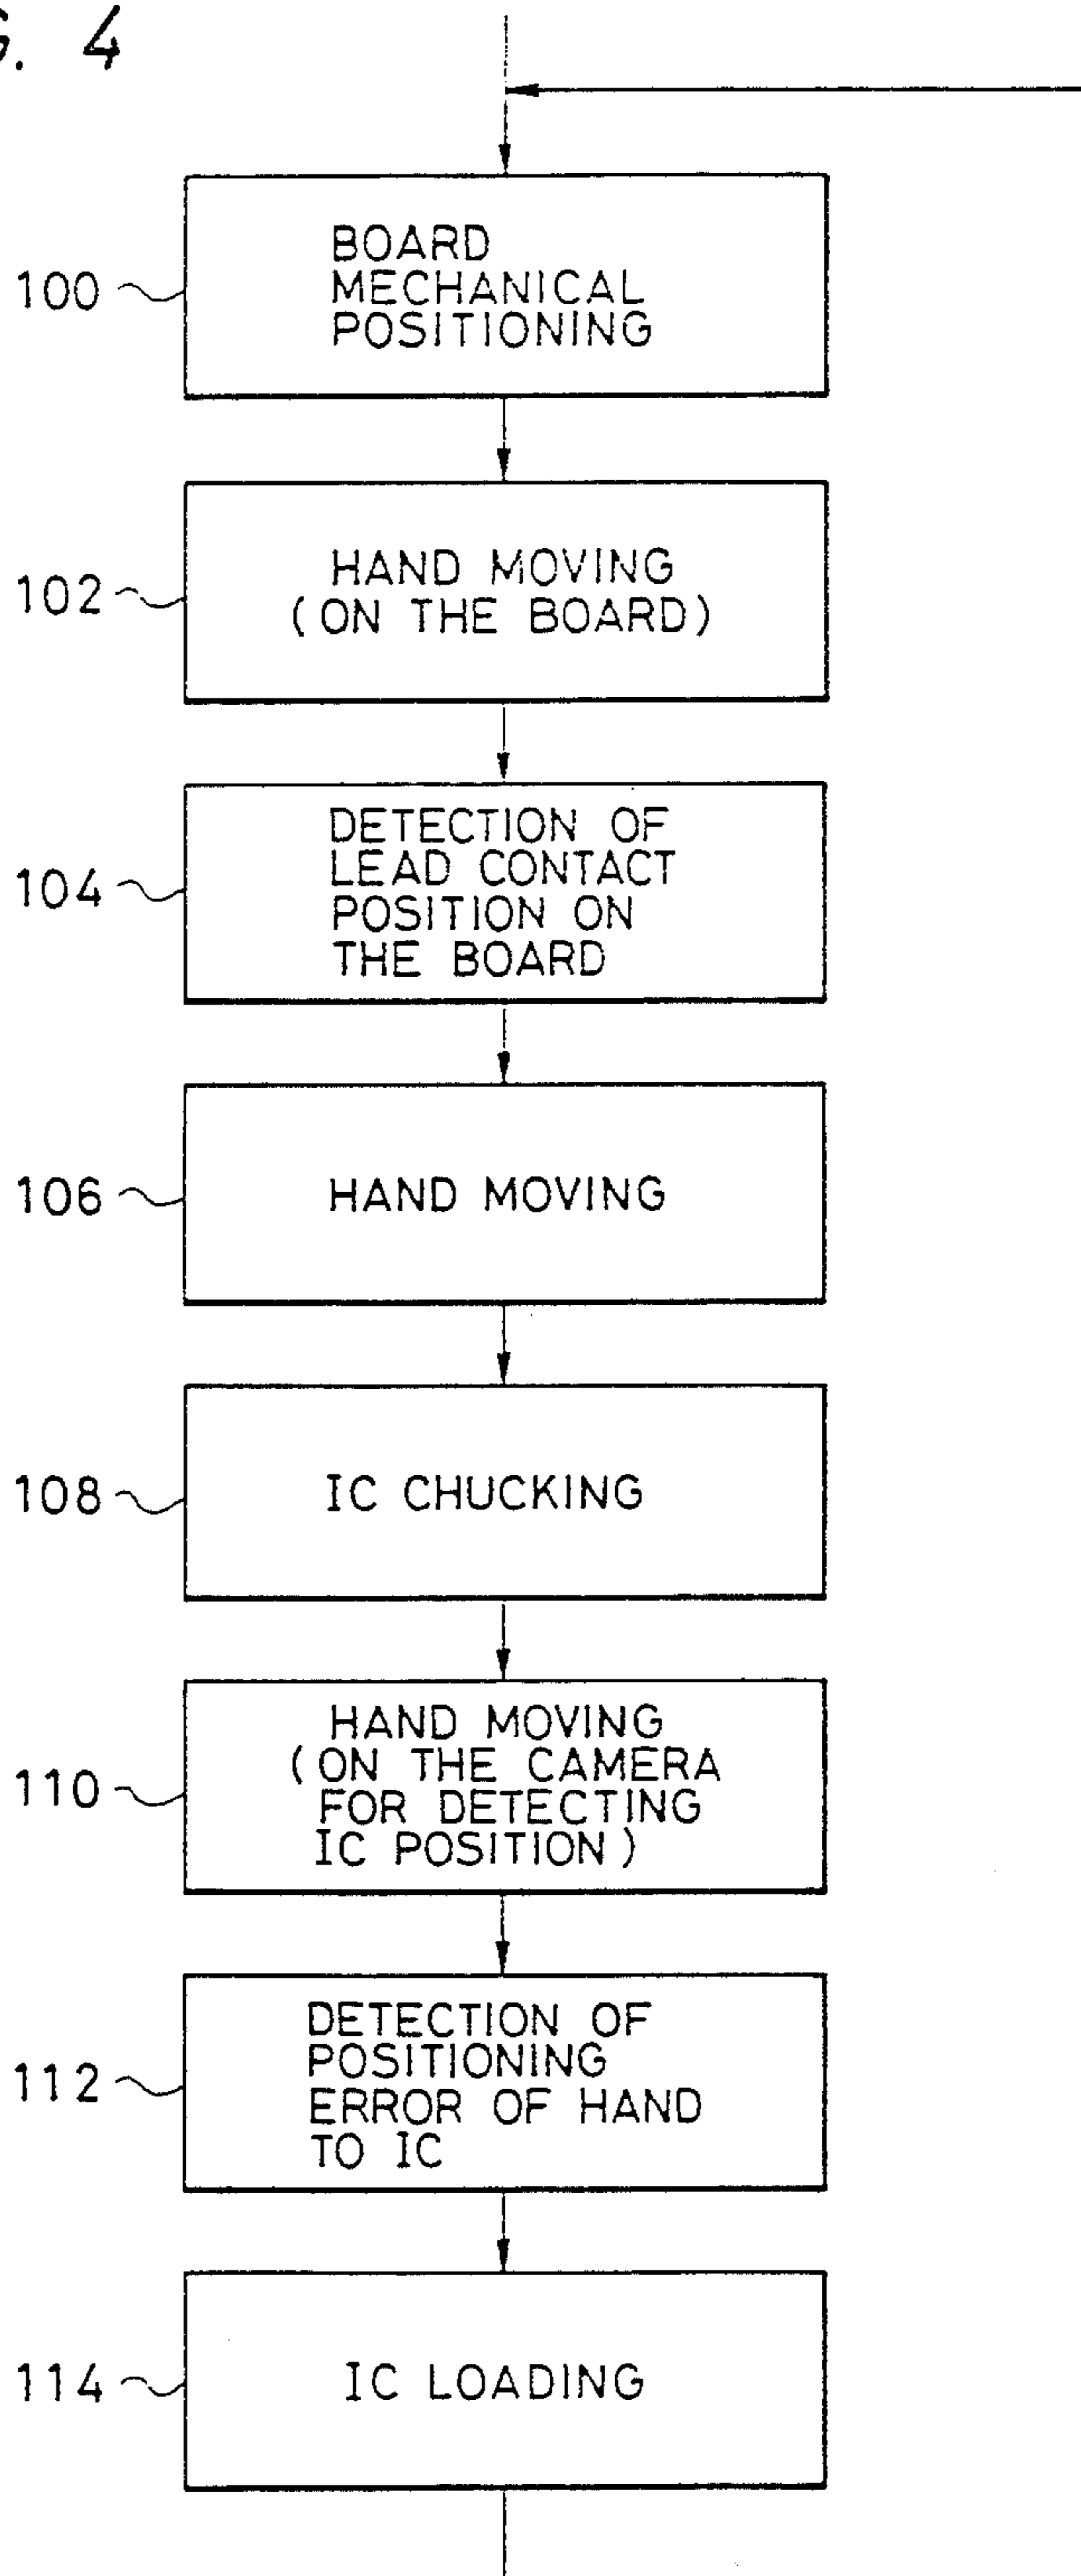 G. 4
100
BOARD
MECHANICAL
POSITIONING
102
HAND MOVING
(ON THE BOARD)
104
DETECTION OF
LEAD CONTACT
POSITION ON
THE BOARD
106
HAND MOVING
108
IC CHUCKING
110
HAND MOVING
(ON THE CAMERA
FOR DETECTING
IC POSITION)
112
DETECTION OF
POSITIONING
ERROR OF HAND
TO IC
114
IC LOADING